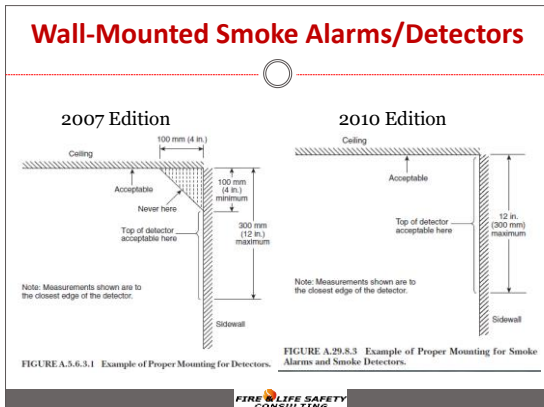 Wall-Mounted Smoke Alarms/Detectors
2007 Edition
100 mm (4 in.)
Ceiling
Acceptable
Never here
Top of detector
acceptable here
100 mm
(4 in.)
minimum
300 mm
(12 in.)
maximum
Note: Measurements shown are to
the closest edge of the detector.
Sidewall
FIGURE A.5.6.3.1 Example of Proper Mounting for Detectors.
2010 Edition
Ceiling
Acceptable
Top of detector
acceptable here
12 in.
(300 mm)
maximum
Note: Measurements shown are to
the closest edge of the detector.
Sidewall
FIGURE A.29.8.3 Example of Proper Mounting for Smoke
Alarms and Smoke Detectors.
FIRE & LIFE SAFETY
CONSULTING